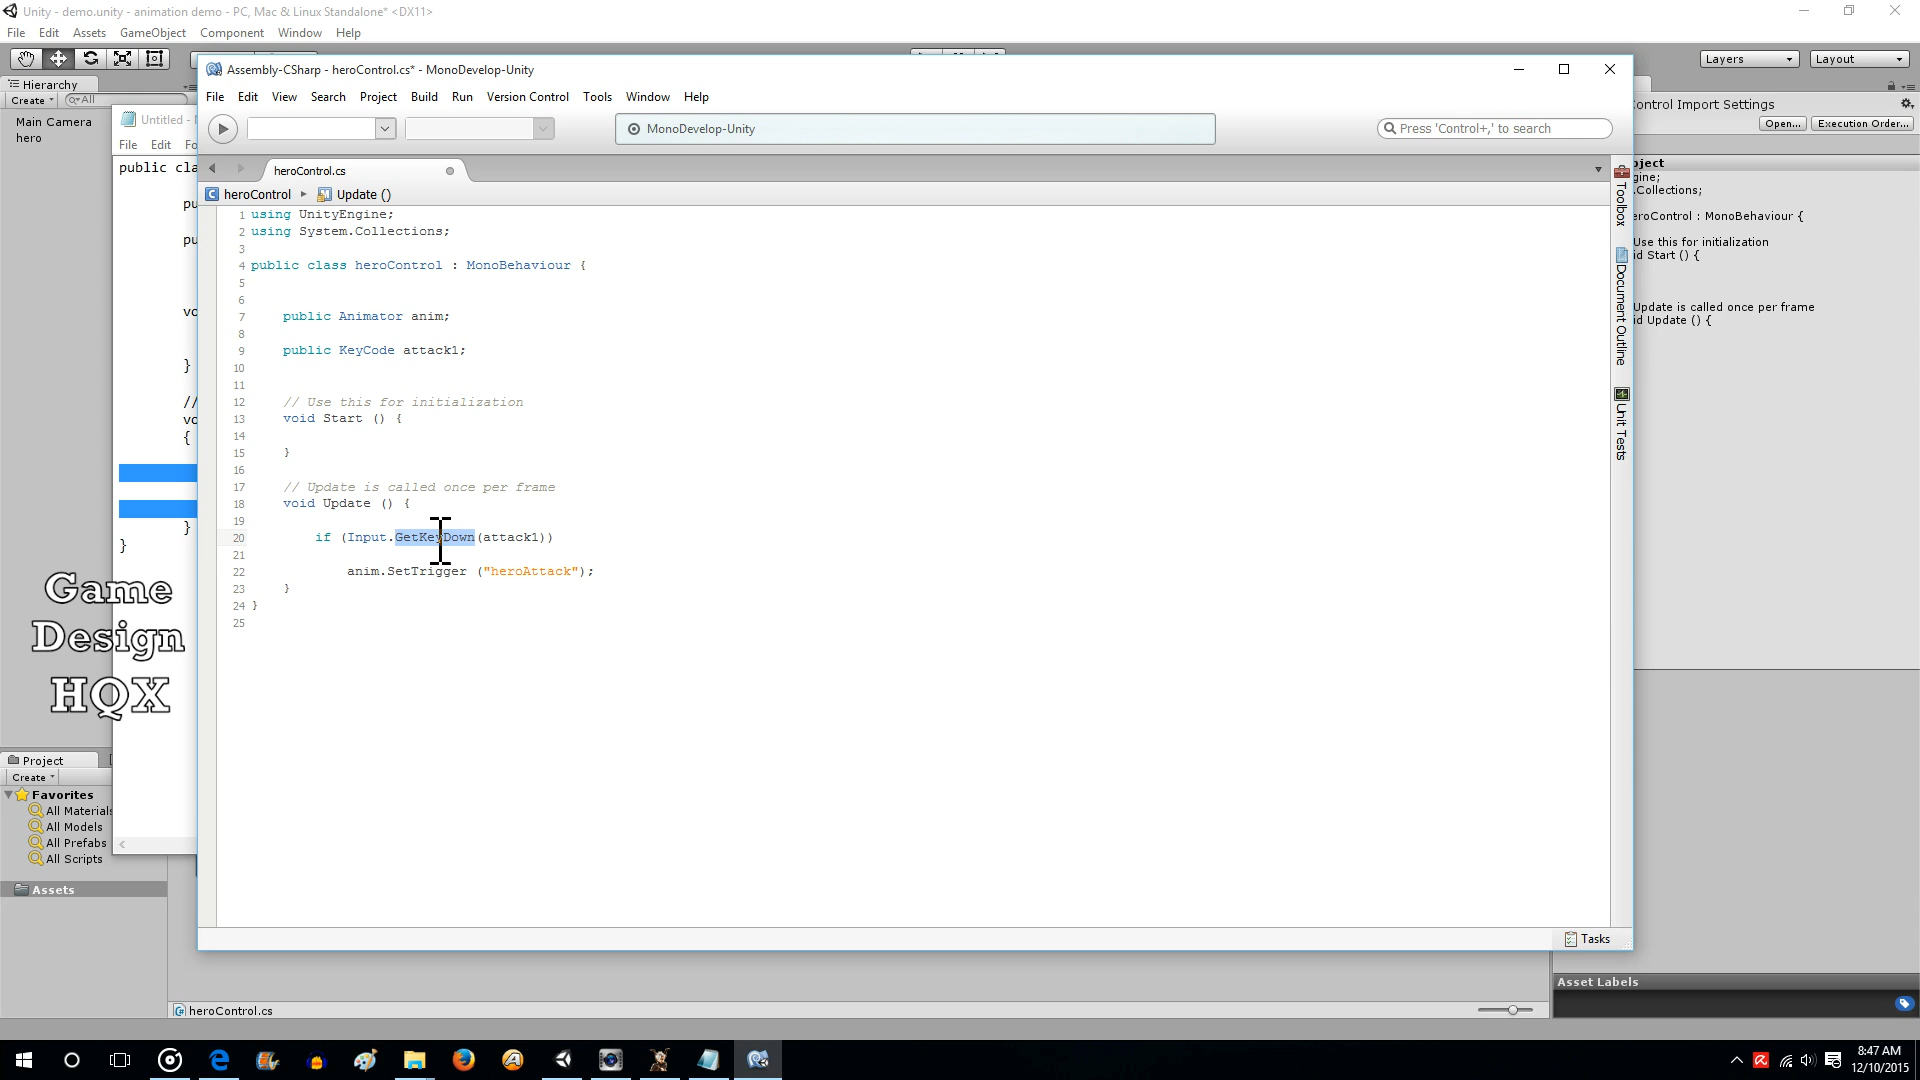 Unity - demo.unity - animation demo - PC, Mac & Linux Standalone* <DX11>
File Edit Assets GameObject Component Window Help
Layers
Layout
Hierarchy
Create
All
Main Camera
hero
Untitled -
File Edit Fo
public cla
pu
pu
vo
}
//
vo
{
}
}
Assembly-CSharp - heroControl.cs* - MonoDevelop-Unity
File Edit View Search Project Build Run Version Control Tools Window Help
MonoDevelop-Unity
Press 'Control+,' to search
heroControl.cs
heroControl Update ()
1 using UnityEngine;
2 using System.Collections;
3
4 public class heroControl : MonoBehaviour {
5
6
7 public Animator anim;
8
9 public KeyCode attack1;
10
11
12 // Use this for initialization
13 void Start () {
14
15 }
16
17 // Update is called once per frame
18 void Update () {
19
20 if (Input.GetKeyDown(attack1))
21
22 anim.SetTrigger ("heroAttack");
23 }
24 }
25
Toolbox
Document Outline
Unit Tests
Tasks
ontrol Import Settings
Open... Execution Order...
ject
gine;
.Collections;
eroControl : MonoBehaviour {
Use this for initialization
id Start () {
Update is called once per frame
id Update () {
Game
Design
HQX
Project
Create
Favorites
All Materials
All Models
All Prefabs
All Scripts
Assets
heroControl.cs
Asset Labels
8:47 AM
12/10/2015